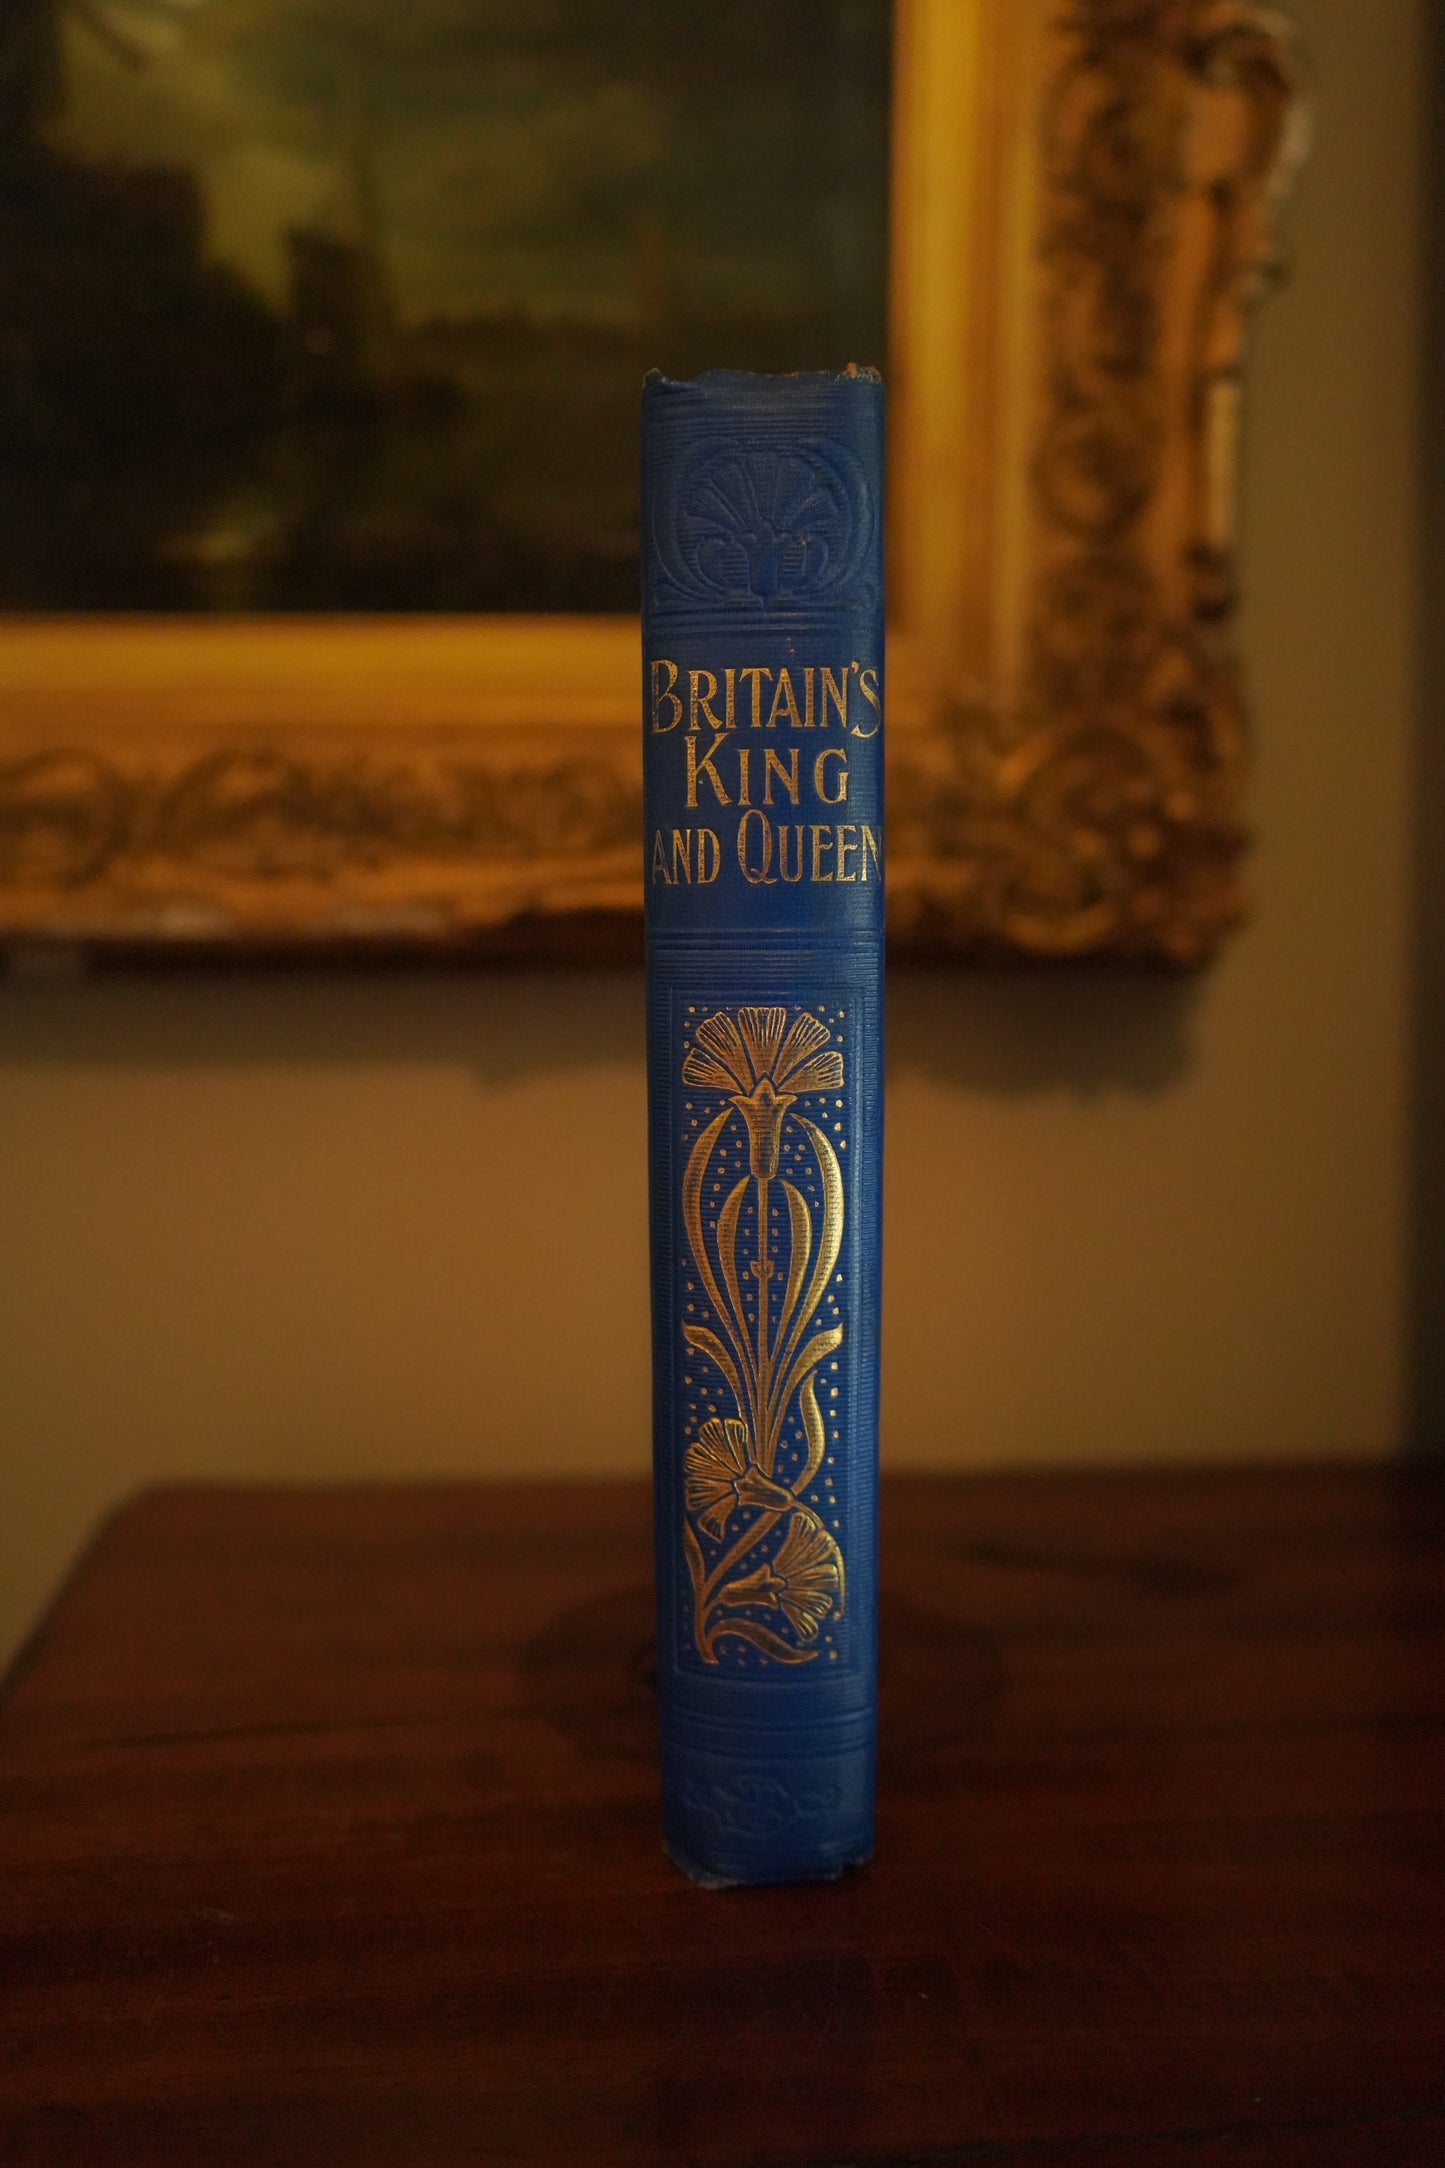 BRITAIN'S
KING
AND QUEEN